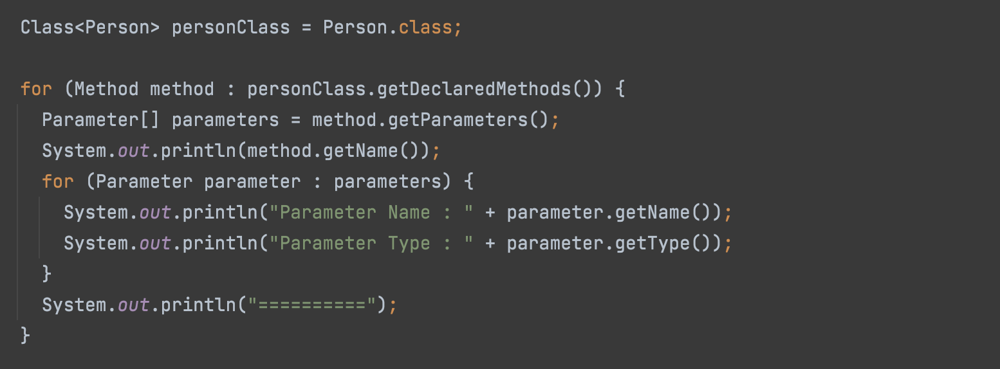 Class<Person> personClass = Person.class;
for (Method method : personClass.getDeclaredMethods()) {
Parameter[] parameters = method.getParameters();
System.out.println(method.getName());
for (Parameter parameter : parameters) {
System.out.println("Parameter Name : " + parameter.getName());
System.out.println("Parameter Type : " + parameter.getType());
}
System.out.println("==========");
}